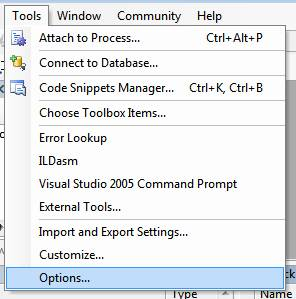 Tools Window Community Help
Attach to Process... Ctrl+Alt+P
Connect to Database...
Code Snippets Manager... Ctrl+K, Ctrl+B
Choose Toolbox Items...
Error Lookup
ILDasm
Visual Studio 2005 Command Prompt
External Tools...
Import and Export Settings...
Customize...
Options...
Type Name